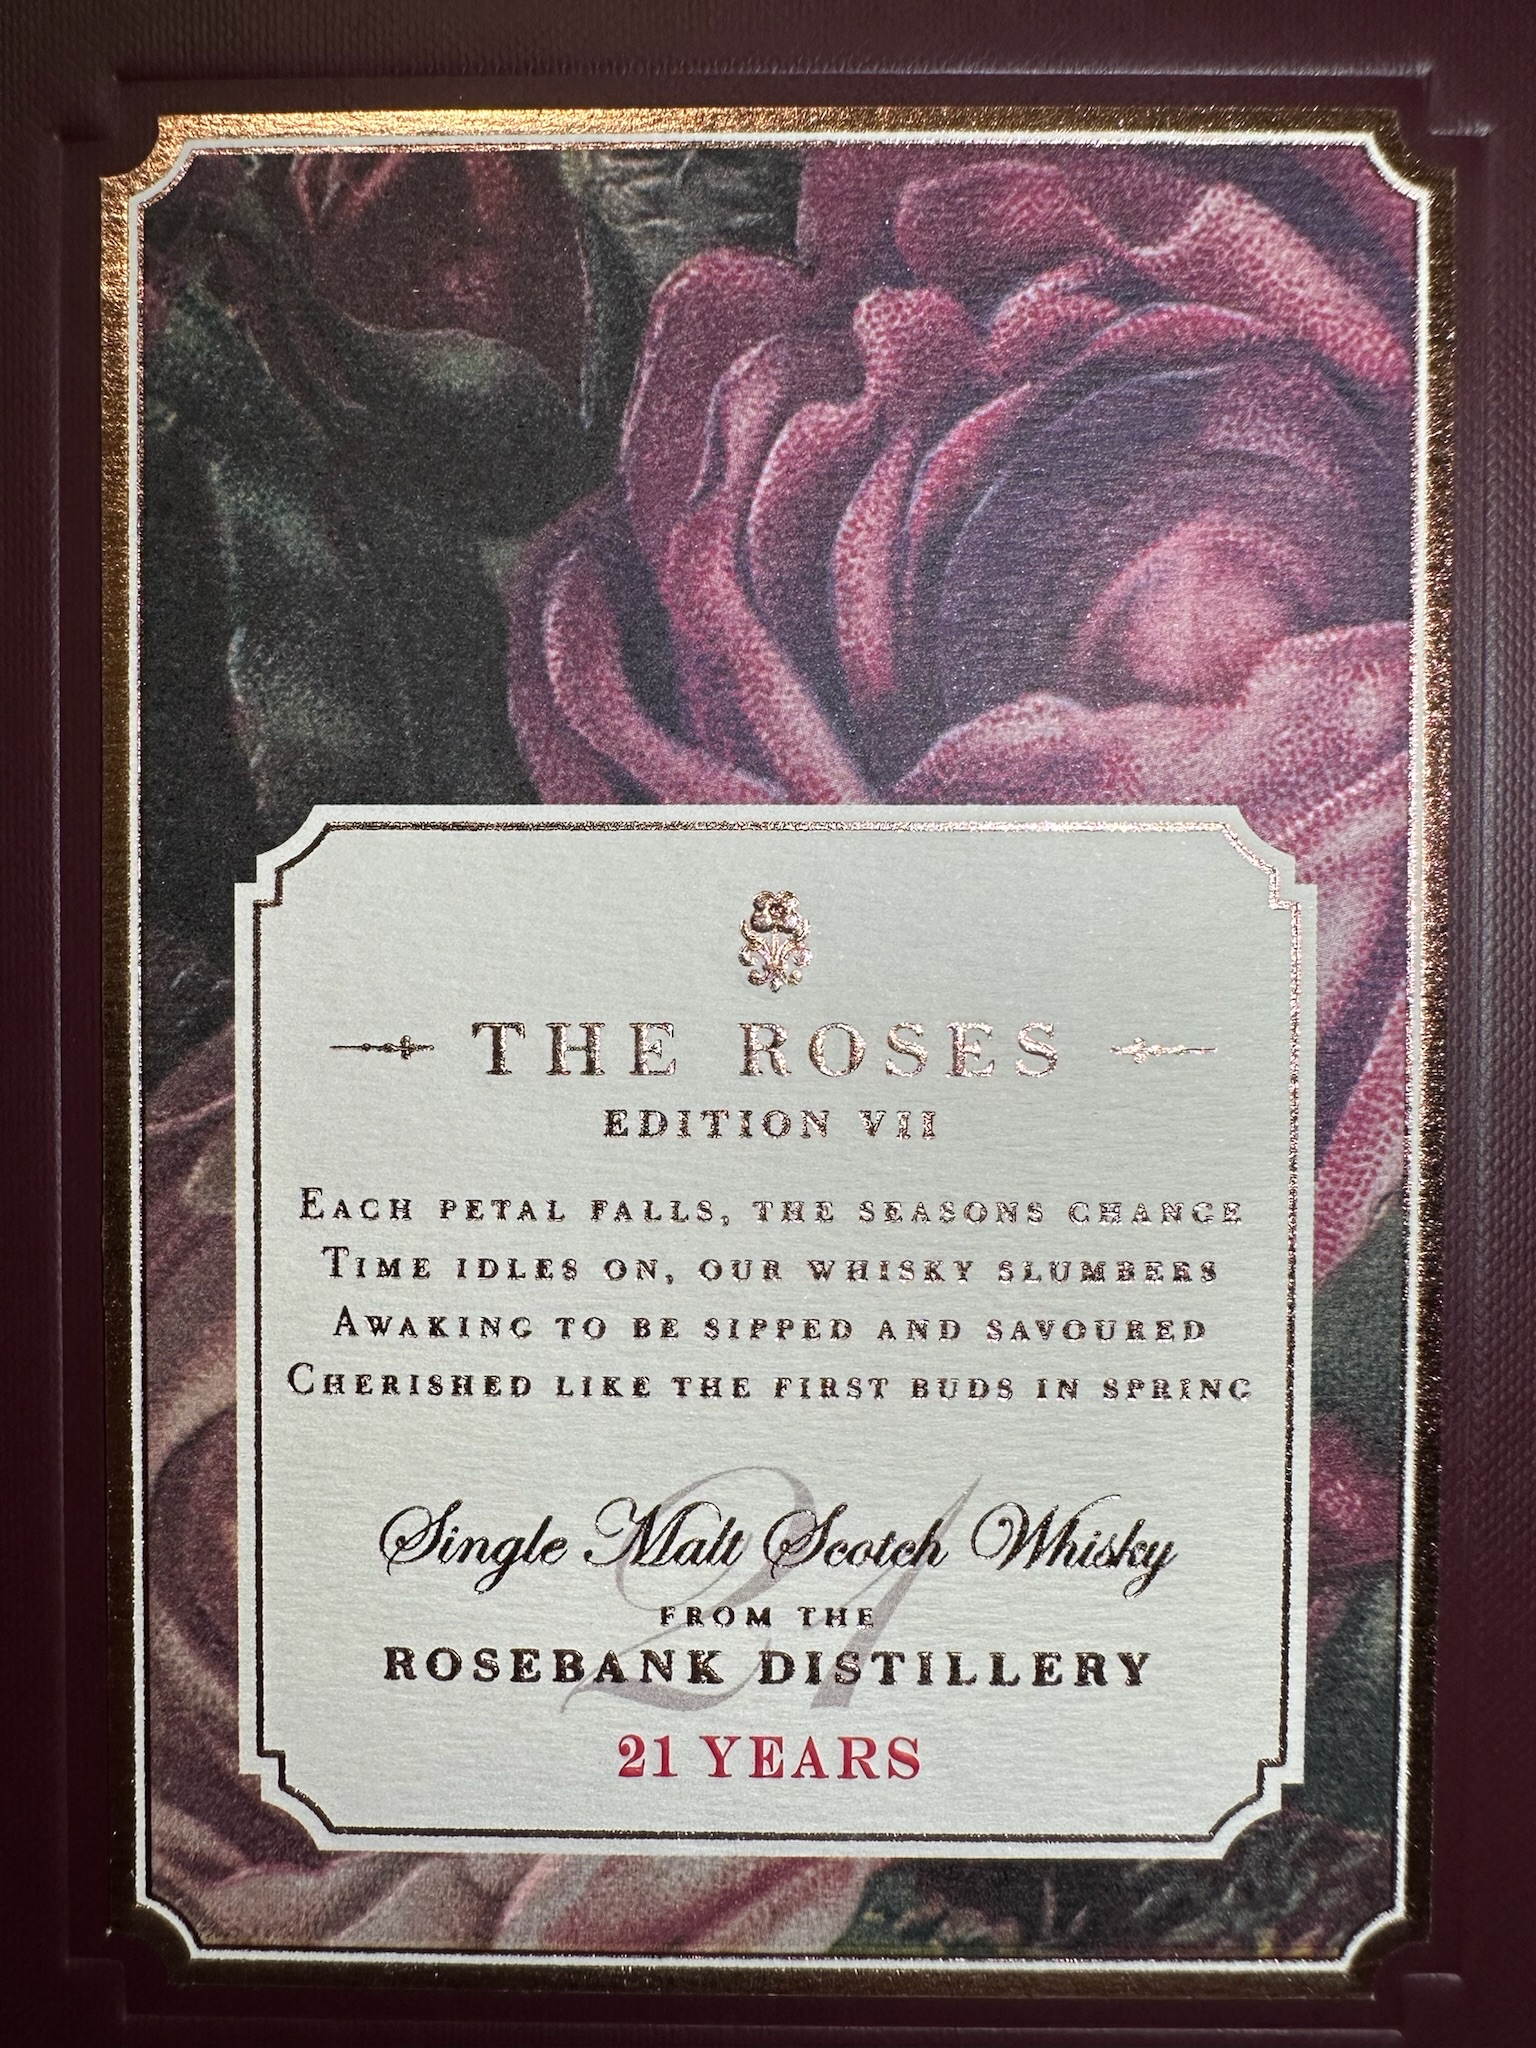 THE ROSES
EDITION VII
EACH PETAL FALLS, THE SEASONS CHANGE
TIME IDLES ON, OUR WHISKY SLUMBERS
AWAKING TO BE SIPPED AND SAVOURED
CHERISHED LIKE THE FIRST BUDS IN SPRING
21
Single Malt Scotch Whisky
FROM THE
ROSEBANK DISTILLERY
21 YEARS